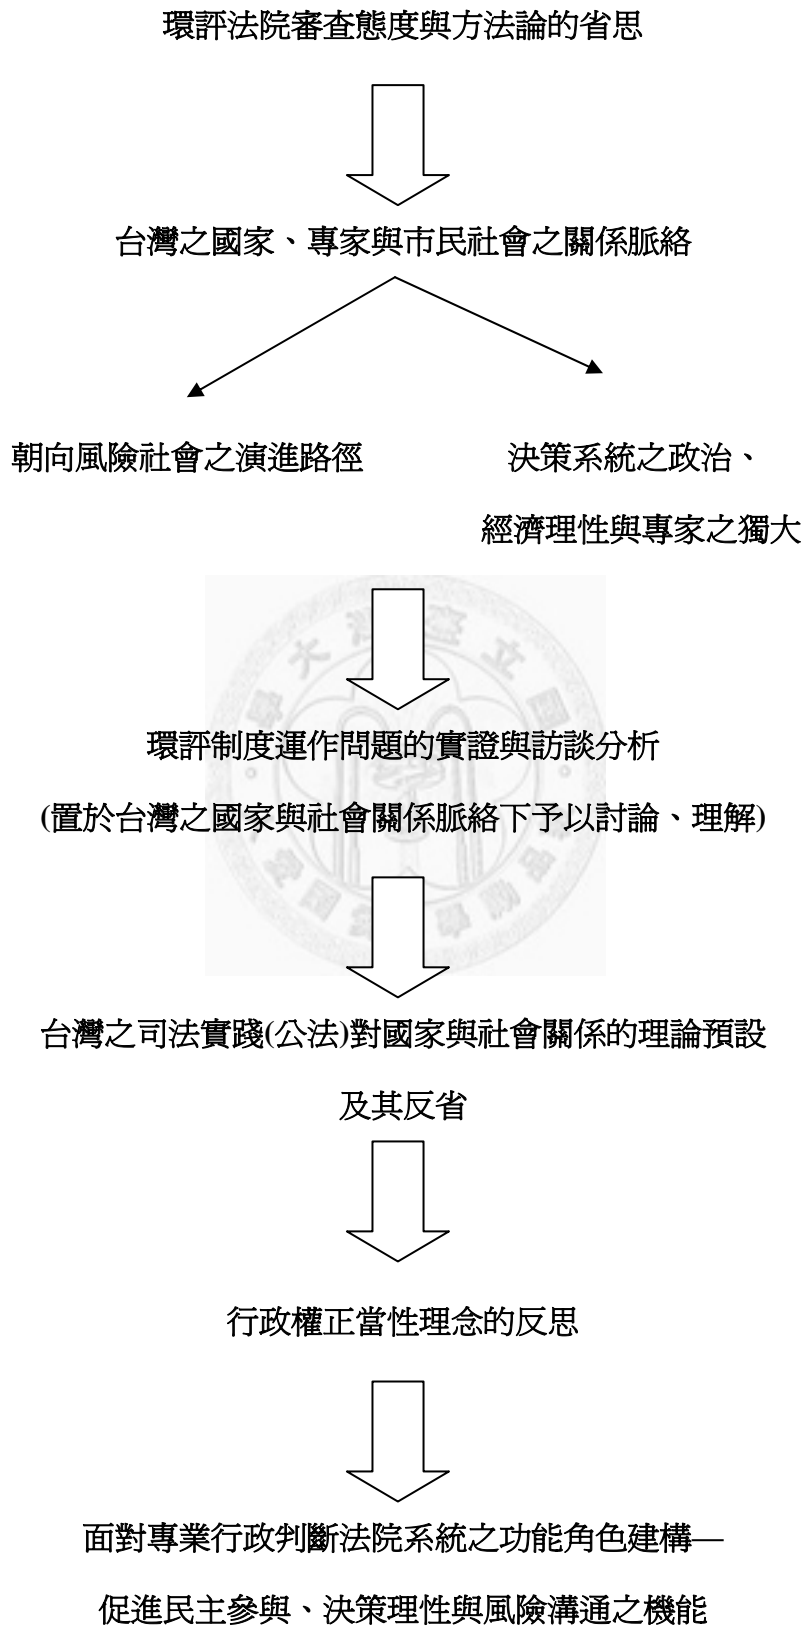 環評法院審查態度與方法論的省思
台灣之國家、專家與市民社會之關係脈絡
朝向風險社會之演進路徑
決策系統之政治、
經濟理性與專家之獨大
環評制度運作問題的實證與訪談分析
(置於台灣之國家與社會關係脈絡下予以討論、理解)
台灣之司法實踐(公法)對國家與社會關係的理論預設
及其反省
行政權正當性理念的反思
面對專業行政判斷法院系統之功能角色建構—
促進民主參與、決策理性與風險溝通之機能